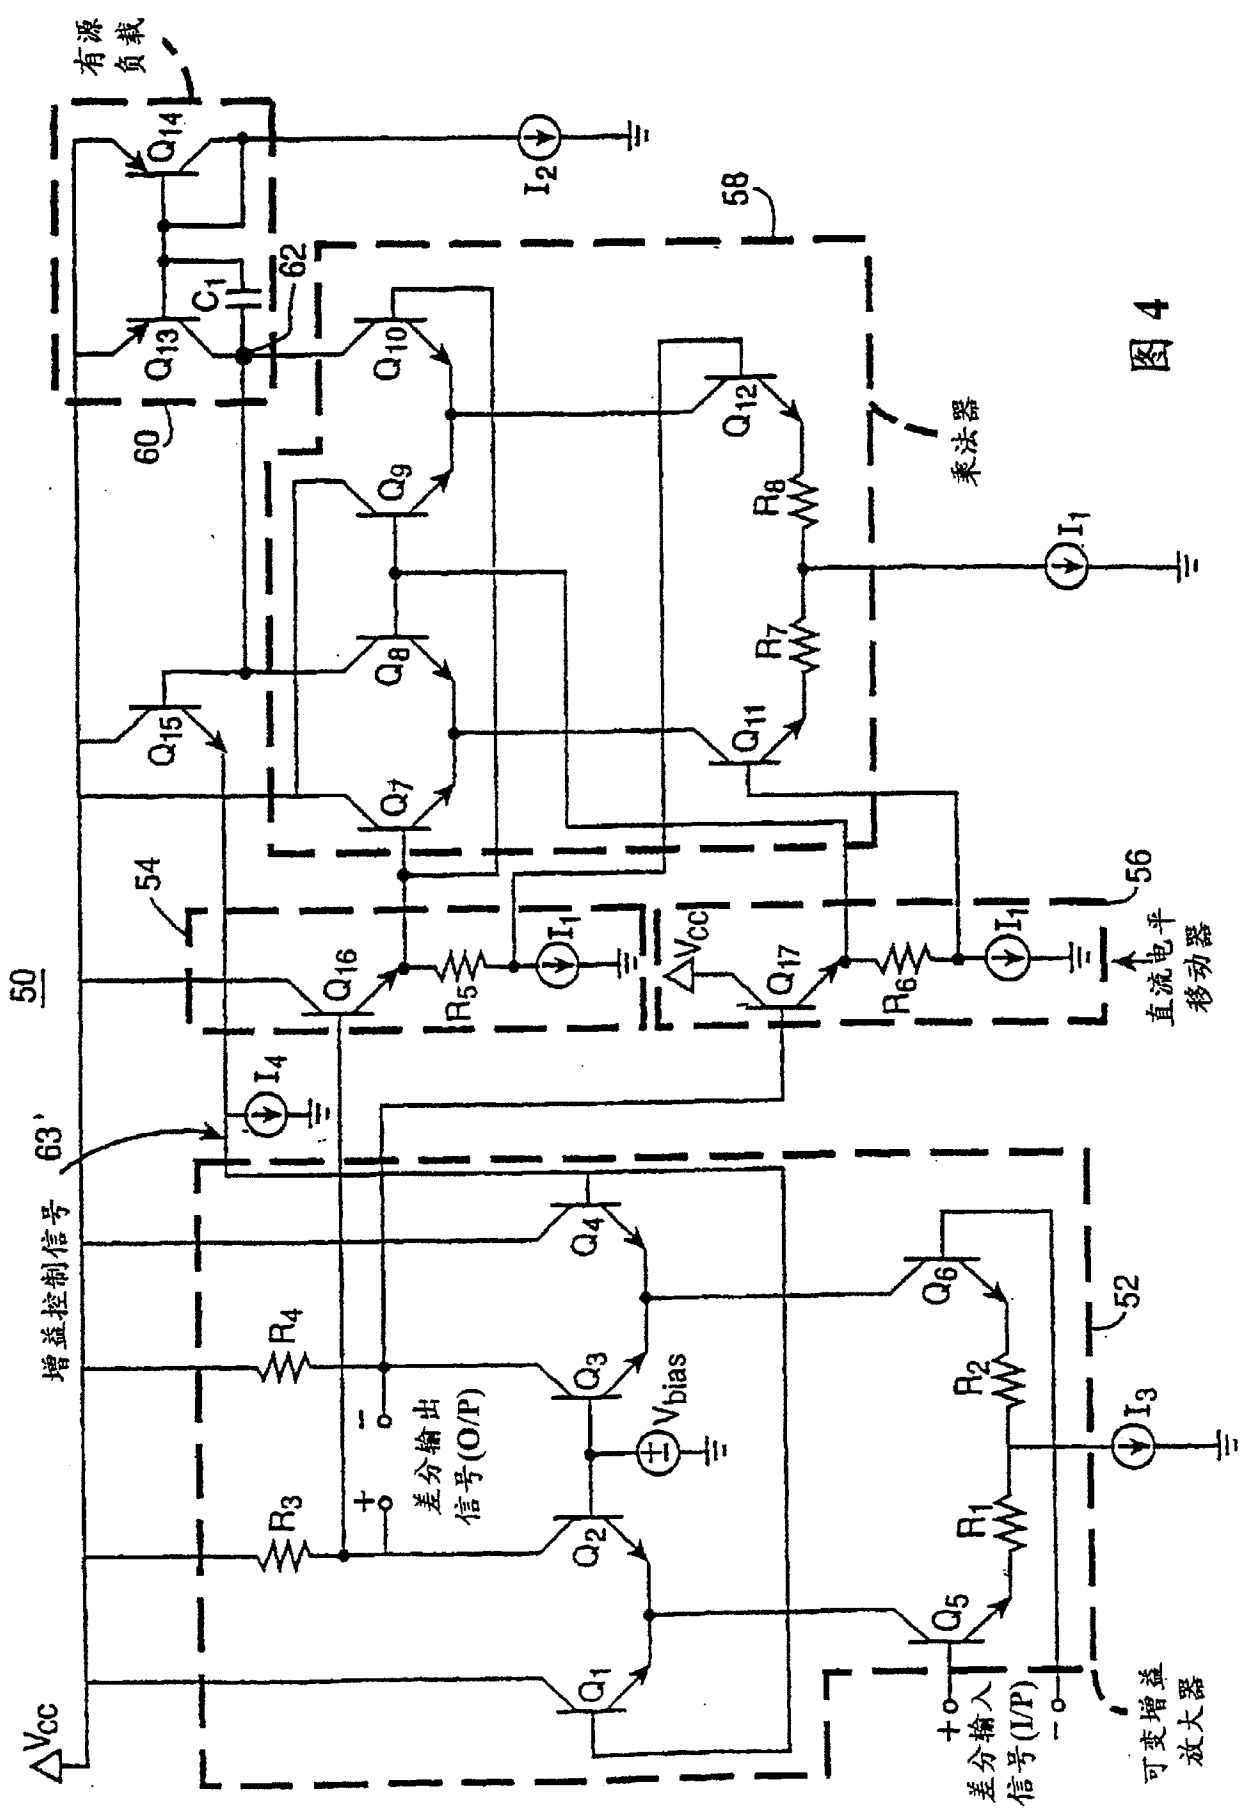 50
VCC
增益控制信号
63'
I4
54
Q15
60
Q13
Q14
C1
62
有源
负载
I2
58
R3
R4
+
-
差分输出
信号(O/P)
Q1
Q2
Q3
Q4
Vbias
Q5
Q6
R1
R2
I3
52
+
差分输入
信号(I/P)
-
可变增益
放大器
Q16
R5
I1
VCC
Q17
R6
I1
56
直流电平
移动器
Q7
Q8
Q9
Q10
Q11
Q12
R7
R8
I1
乘法器
图 4